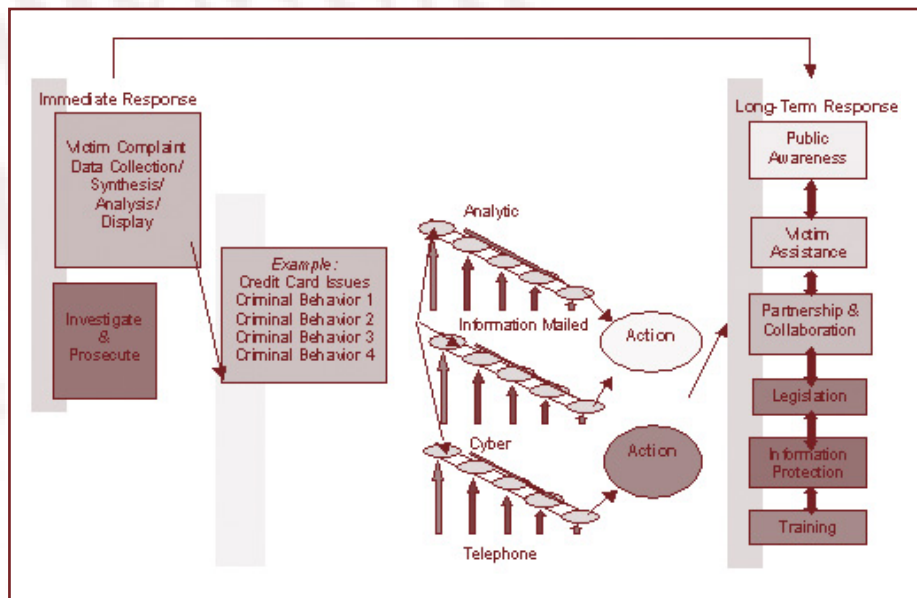 Immediate Response
Victim Complaint
Data Collection/
Synthesis/
Analysis/
Display
Investigate
&
Prosecute
Example:
Credit Card Issues
Criminal Behavior 1
Criminal Behavior 2
Criminal Behavior 3
Criminal Behavior 4
Analytic
Information Mailed
Cyber
Telephone
Action
Action
Long-Term Response
Public
Awareness
Victim
Assistance
Partnership &
Collaboration
Legislation
Information
Protection
Training